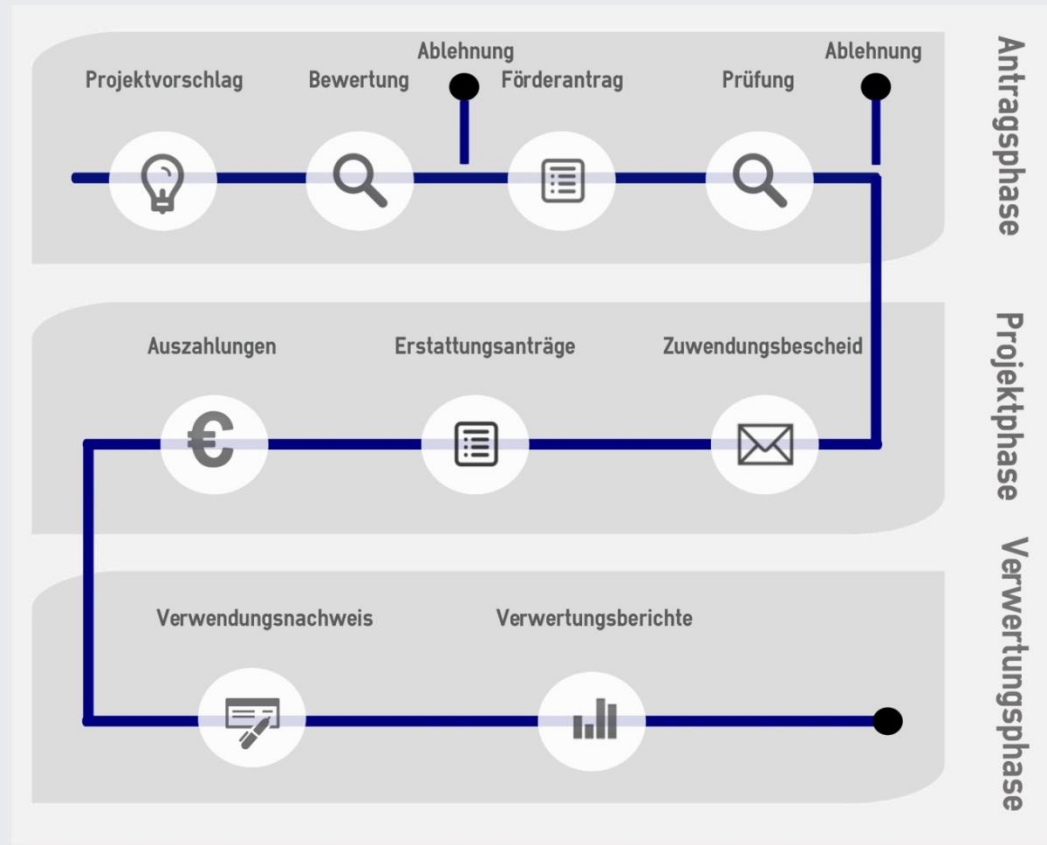 Ablehnung
Ablehnung
Projektvorschlag
Bewertung
Förderantrag
Prüfung
Antragsphase
Auszahlungen
Erstattungsanträge
Zuwendungsbescheid
Projektphase
Verwendungsnachweis
Verwertungsberichte
Verwertungsphase